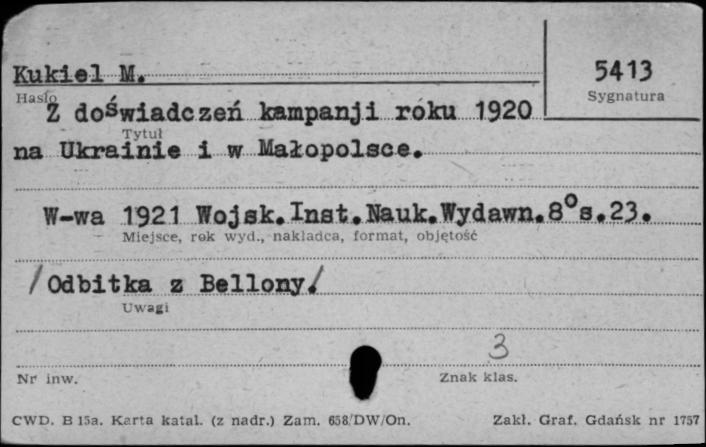 Kukiel M.
5413
Hasło
Sygnatura
Z doświadczeń kampanji roku 1920
Tytuł
na Ukrainie i w Małopolsce.
W-wa 1921 Wojsk.Inst.Nauk.Wydawn.8°s.23.
Miejsce, rok wyd., nakładca, format, objętość
/Odbitka z Bellony/
Uwagi
3
Nr inw.
Znak klas.
CWD. B 15a. Karta katal. (z nadr.) Zam. 658/DW/On.
Zakł. Graf. Gdańsk nr 1757